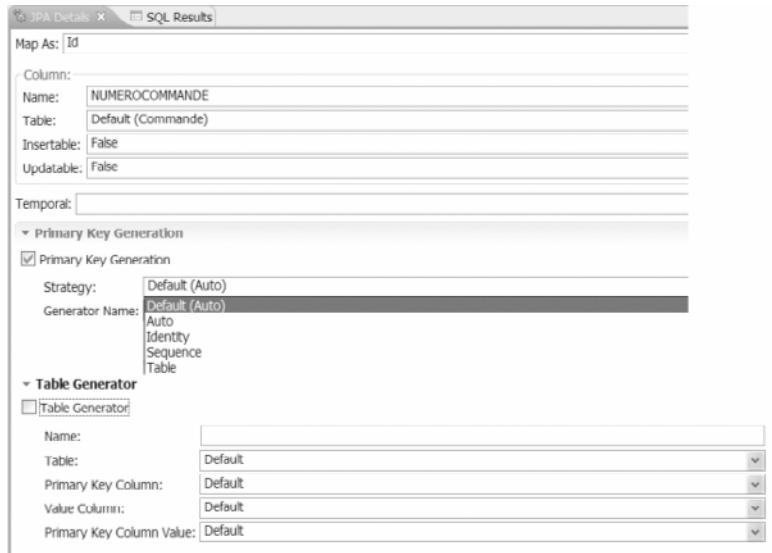 JPA Details SQL Results
Map As: Id
Column:
Name: NUMEROCOMMANDE
Table: Default (Commande)
Insertable: False
Updatable: False
Temporal:
Primary Key Generation
Primary Key Generation
Strategy: Default (Auto)
Generator Name: Default (Auto)
Auto
Identity
Sequence
Table
Table Generator
Table Generator
Name:
Table: Default
Primary Key Column: Default
Value Column: Default
Primary Key Column Value: Default